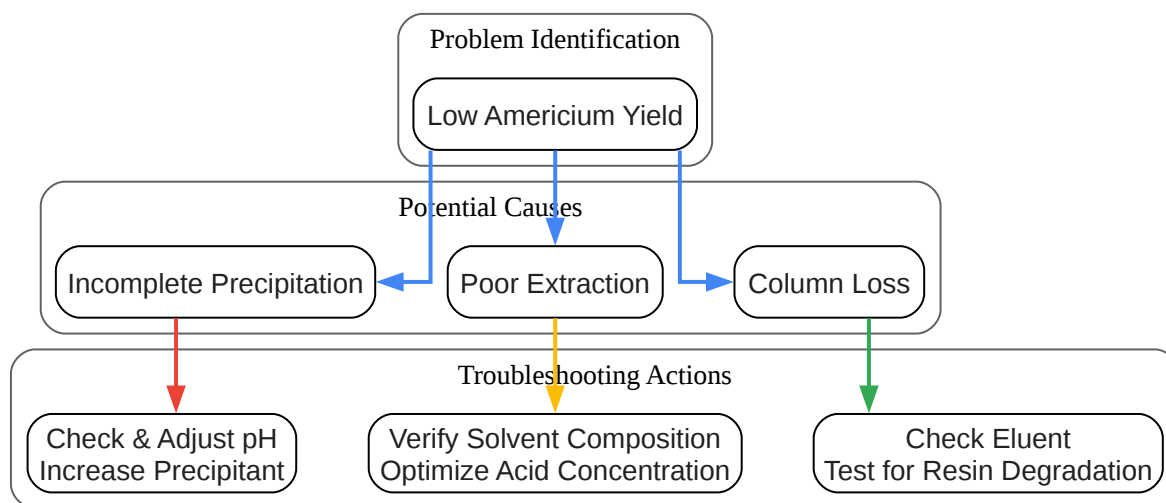 Problem Identification
Low Americium Yield
Potential Causes
Incomplete Precipitation
Poor Extraction
Column Loss
Troubleshooting Actions
Check & Adjust pH
Increase Precipitant
Verify Solvent Composition
Optimize Acid Concentration
Check Eluent
Test for Resin Degradation